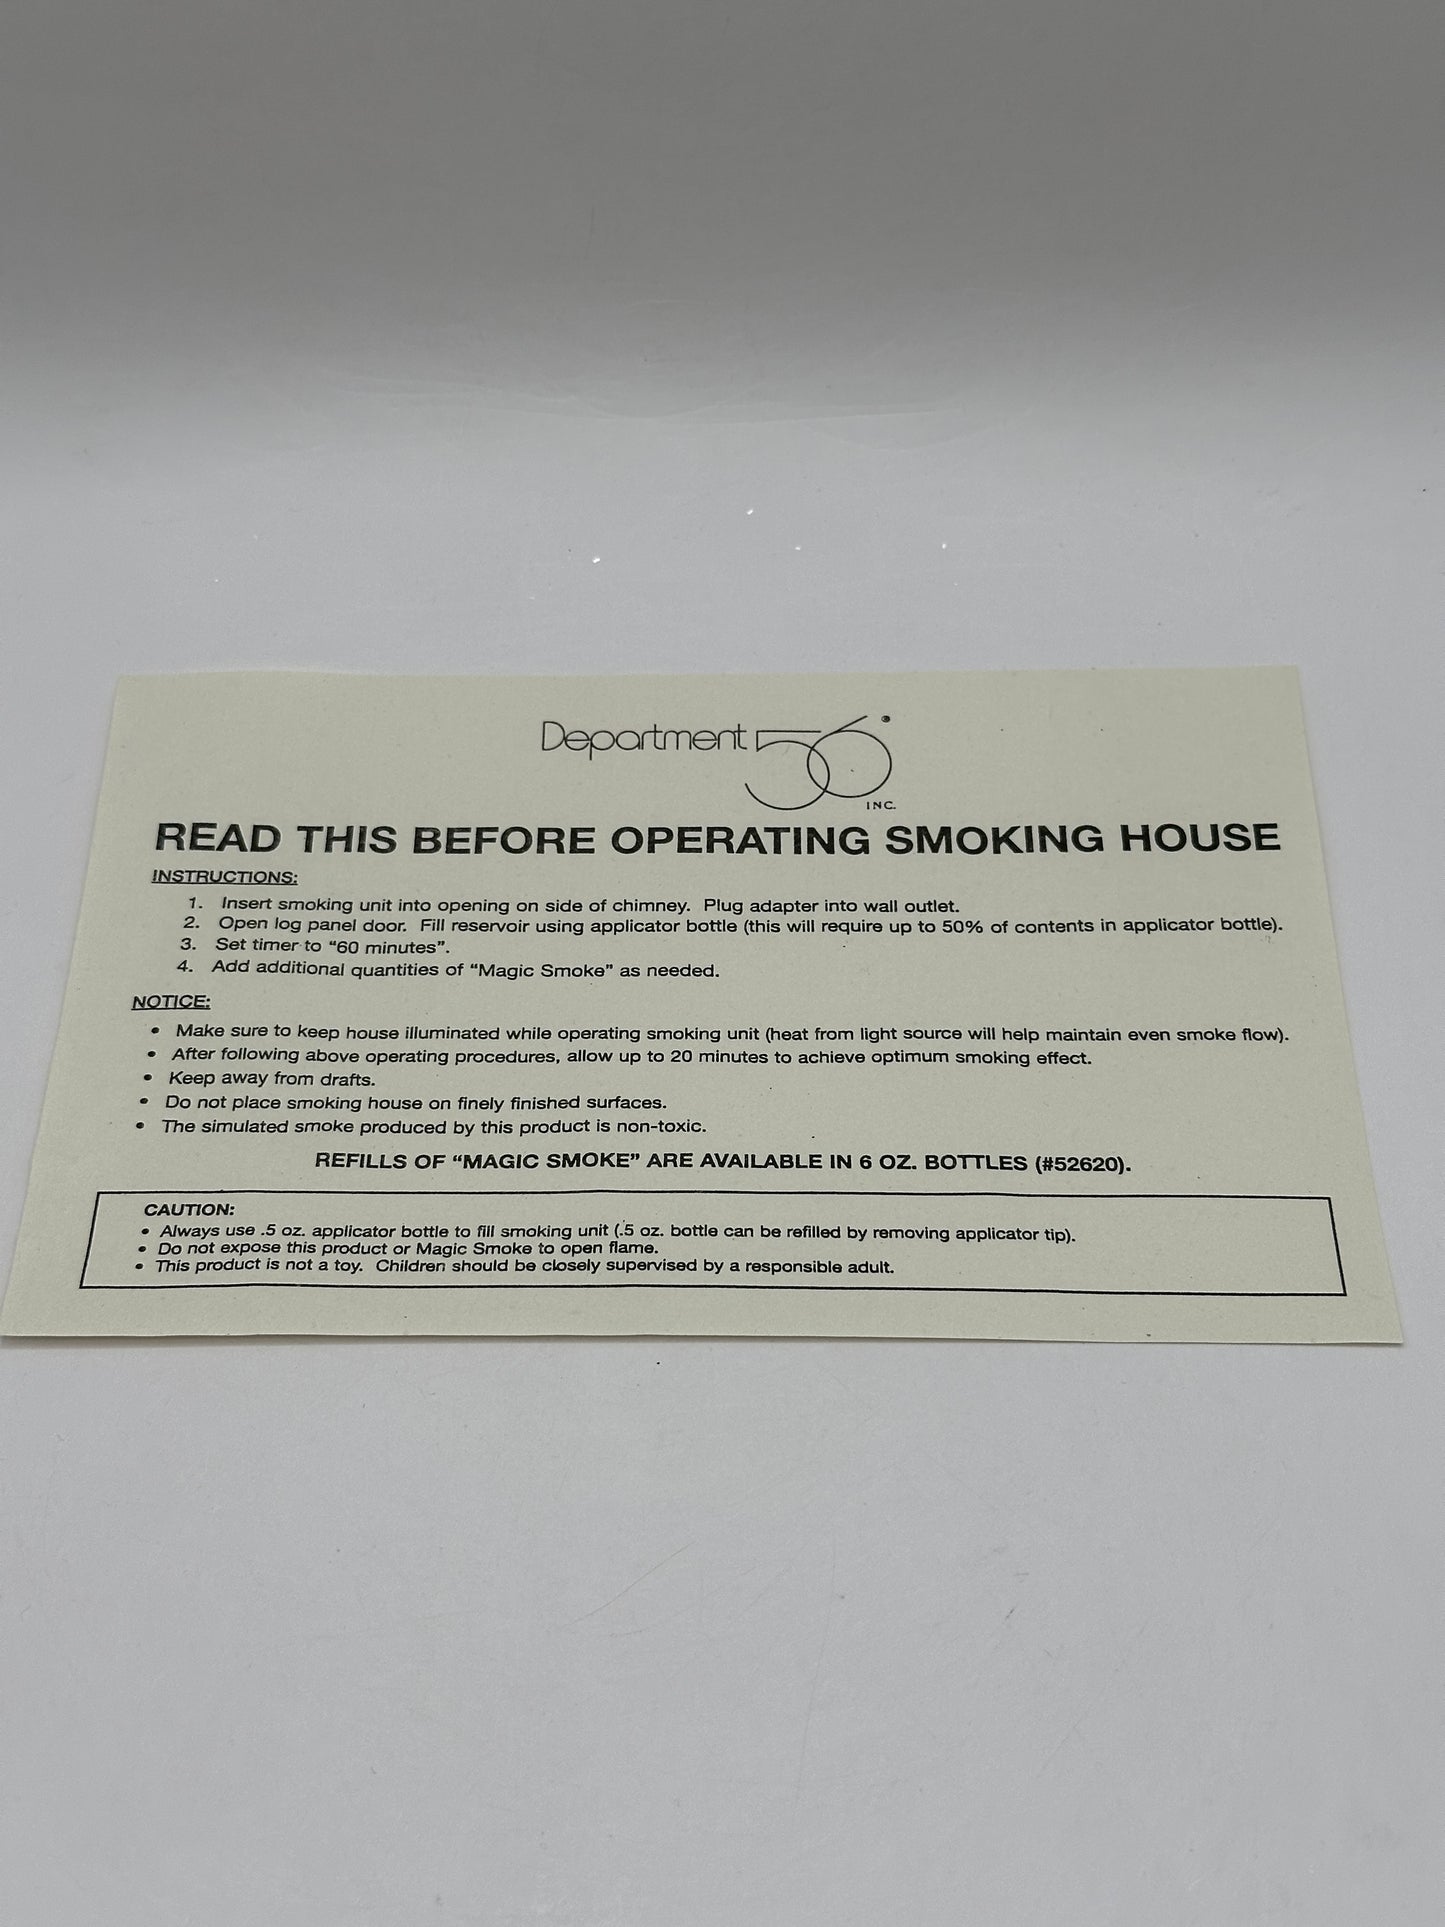 Department 56®
INC.
READ THIS BEFORE OPERATING SMOKING HOUSE
INSTRUCTIONS:
1. Insert smoking unit into opening on side of chimney. Plug adapter into wall outlet.
2. Open log panel door. Fill reservoir using applicator bottle (this will require up to 50% of contents in applicator bottle).
3. Set timer to “60 minutes”.
4. Add additional quantities of “Magic Smoke” as needed.
NOTICE:
• Make sure to keep house illuminated while operating smoking unit (heat from light source will help maintain even smoke flow).
• After following above operating procedures, allow up to 20 minutes to achieve optimum smoking effect.
• Keep away from drafts.
• Do not place smoking house on finely finished surfaces.
• The simulated smoke produced by this product is non-toxic.
REFILLS OF “MAGIC SMOKE” ARE AVAILABLE IN 6 OZ. BOTTLES (#52620).
CAUTION:
• Always use .5 oz. applicator bottle to fill smoking unit (.5 oz. bottle can be refilled by removing applicator tip).
• Do not expose this product or Magic Smoke to open flame.
• This product is not a toy. Children should be closely supervised by a responsible adult.